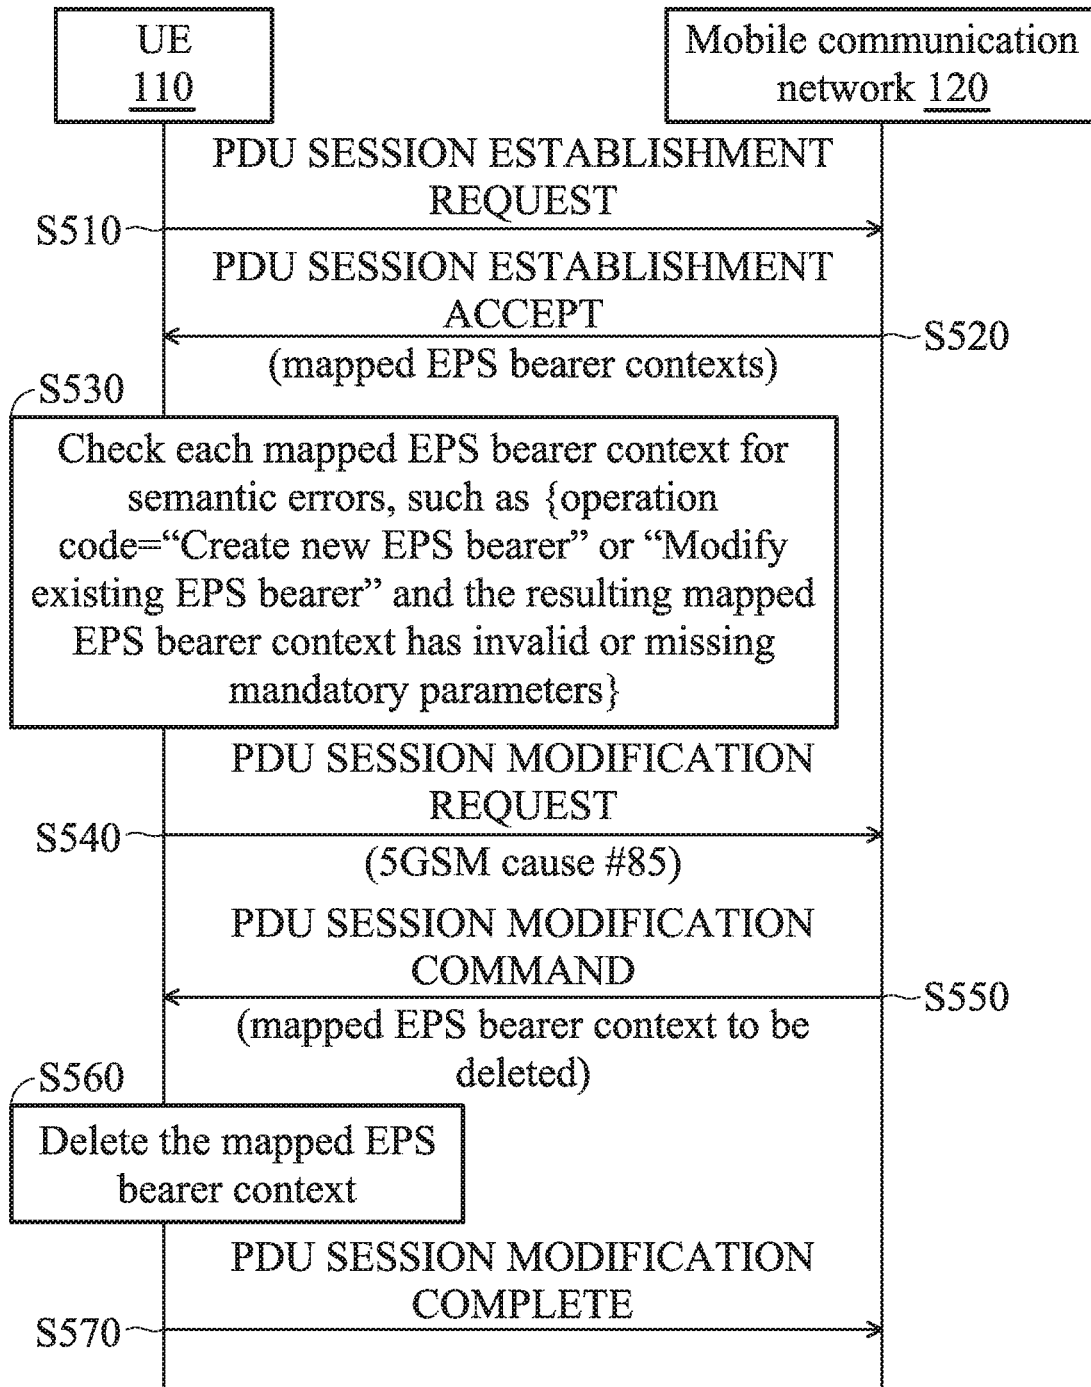 UE
110
Mobile communication
network 120
PDU SESSION ESTABLISHMENT
REQUEST
S510
PDU SESSION ESTABLISHMENT
ACCEPT
S520
(mapped EPS bearer contexts)
S530
Check each mapped EPS bearer context for
semantic errors, such as {operation
code=“Create new EPS bearer” or “Modify
existing EPS bearer” and the resulting mapped
EPS bearer context has invalid or missing
mandatory parameters}
PDU SESSION MODIFICATION
REQUEST
S540
(5GSM cause #85)
PDU SESSION MODIFICATION
COMMAND
S550
(mapped EPS bearer context to be
deleted)
S560
Delete the mapped EPS
bearer context
PDU SESSION MODIFICATION
COMPLETE
S570